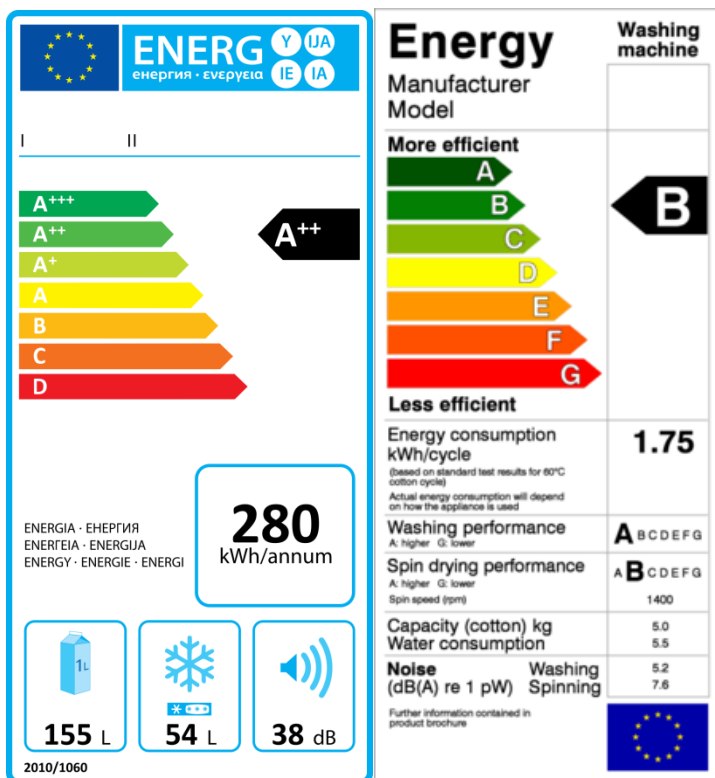 ENERG Y IJA
енергия · ενεργεια IE IA
I II
A+++
A++
A+
A
B
C
D
A++
ENERGIA · ЕНЕРГИЯ
ΕΝΕΡΓΕΙΑ · ENERGIJA
ENERGY · ENERGIE · ENERGI
280
kWh/annum
1L
155 L
54 L
38 dB
2010/1060
Energy
Washing
machine
Manufacturer
Model
More efficient
A
B
C
D
E
F
G
B
Less efficient
Energy consumption
kWh/cycle
1.75
(based on standard test results for 60°C
cotton cycle)
Actual energy consumption will depend
on how the appliance is used
Washing performance
A: higher G: lower
A B C D E F G
Spin drying performance
A: higher G: lower
A B C D E F G
Spin speed (rpm) 1400
Capacity (cotton) kg 5.0
Water consumption 5.5
Noise Washing 5.2
(dB(A) re 1 pW) Spinning 7.6
Further information contained in
product brochure